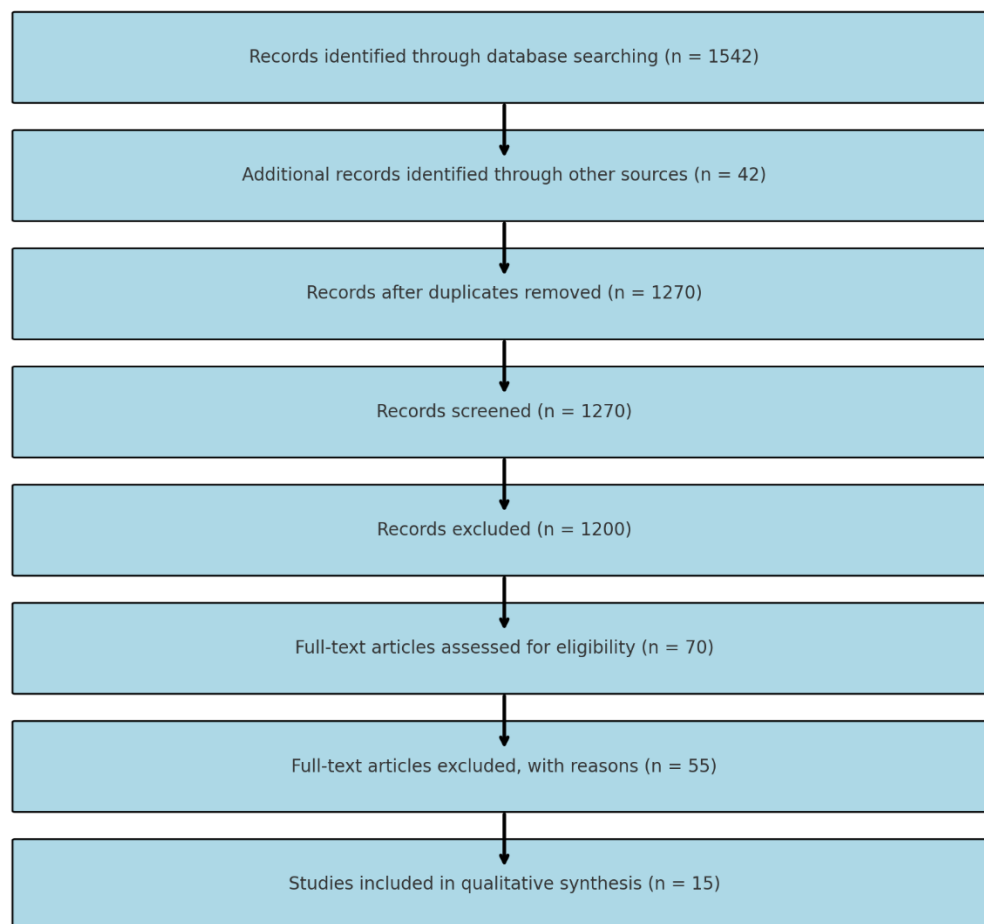 Records identified through database searching (n = 1542)
Additional records identified through other sources (n = 42)
Records after duplicates removed (n = 1270)
Records screened (n = 1270)
Records excluded (n = 1200)
Full-text articles assessed for eligibility (n = 70)
Full-text articles excluded, with reasons (n = 55)
Studies included in qualitative synthesis (n = 15)